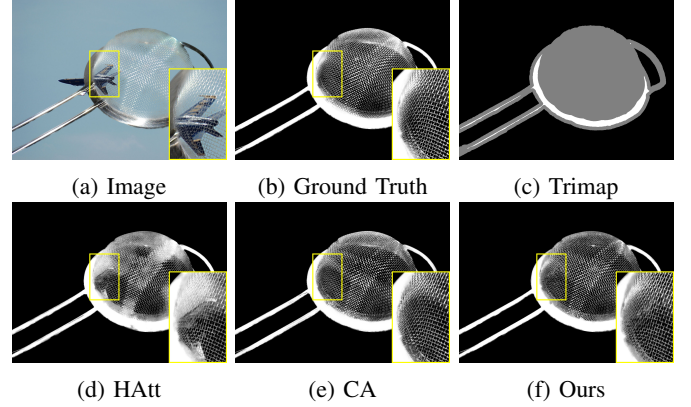 (a) Image
(b) Ground Truth
(c) Trimap
(d) HAtt
(e) CA
(f) Ours